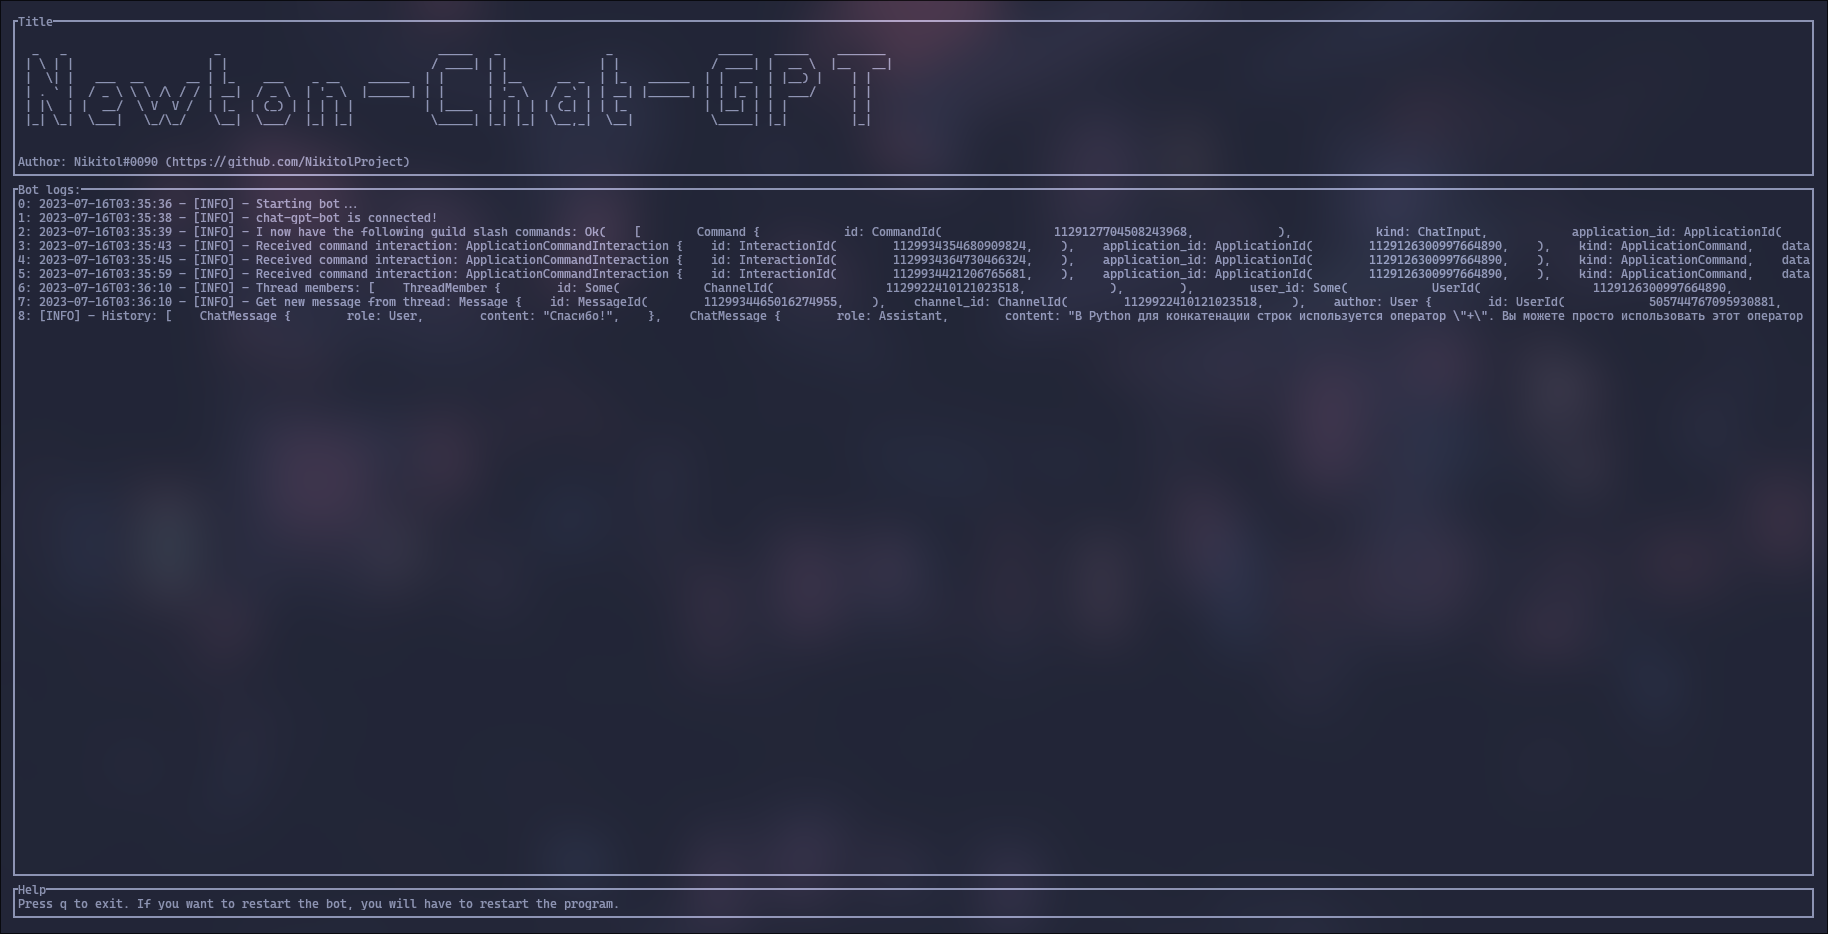 Title
Newton-Chat-GPT
Author: Nikitol#0090 (https://github.com/NikitolProject)
Bot logs:
0: 2023-07-16T03:35:36 - [INFO] - Starting bot...
1: 2023-07-16T03:35:38 - [INFO] - chat-gpt-bot is connected!
2: 2023-07-16T03:35:39 - [INFO] - I now have the following guild slash commands: Ok( [ Command { id: CommandId( 1129127704508243968, ), kind: ChatInput, application_id: ApplicationId(
3: 2023-07-16T03:35:43 - [INFO] - Received command interaction: ApplicationCommandInteraction { id: InteractionId( 1129934354680909824, ), application_id: ApplicationId( 1129126300997664890, ), kind: ApplicationCommand, data
4: 2023-07-16T03:35:45 - [INFO] - Received command interaction: ApplicationCommandInteraction { id: InteractionId( 1129934364730466324, ), application_id: ApplicationId( 1129126300997664890, ), kind: ApplicationCommand, data
5: 2023-07-16T03:35:59 - [INFO] - Received command interaction: ApplicationCommandInteraction { id: InteractionId( 1129934421206765681, ), application_id: ApplicationId( 1129126300997664890, ), kind: ApplicationCommand, data
6: 2023-07-16T03:36:10 - [INFO] - Thread members: [ ThreadMember { id: Some( ChannelId( 1129922410121023518, ), ), user_id: Some( UserId( 1129126300997664890,
7: 2023-07-16T03:36:10 - [INFO] - Get new message from thread: Message { id: MessageId( 1129934465016274955, ), channel_id: ChannelId( 1129922410121023518, ), author: User { id: UserId( 505744767095930881,
8: [INFO] - History: [ ChatMessage { role: User, content: "Спасибо!", }, ChatMessage { role: Assistant, content: "В Python для конкатенации строк используется оператор \"+\". Вы можете просто использовать этот оператор
Help
Press q to exit. If you want to restart the bot, you will have to restart the program.